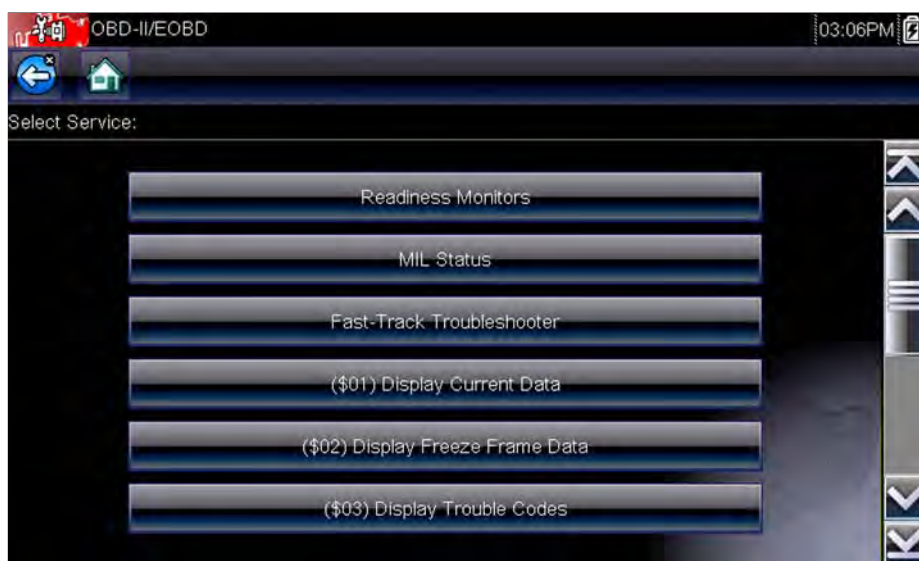 OBD-II/EOBD 03:06PM
Select Service:
Readiness Monitors
MIL Status
Fast-Track Troubleshooter
($01) Display Current Data
($02) Display Freeze Frame Data
($03) Display Trouble Codes